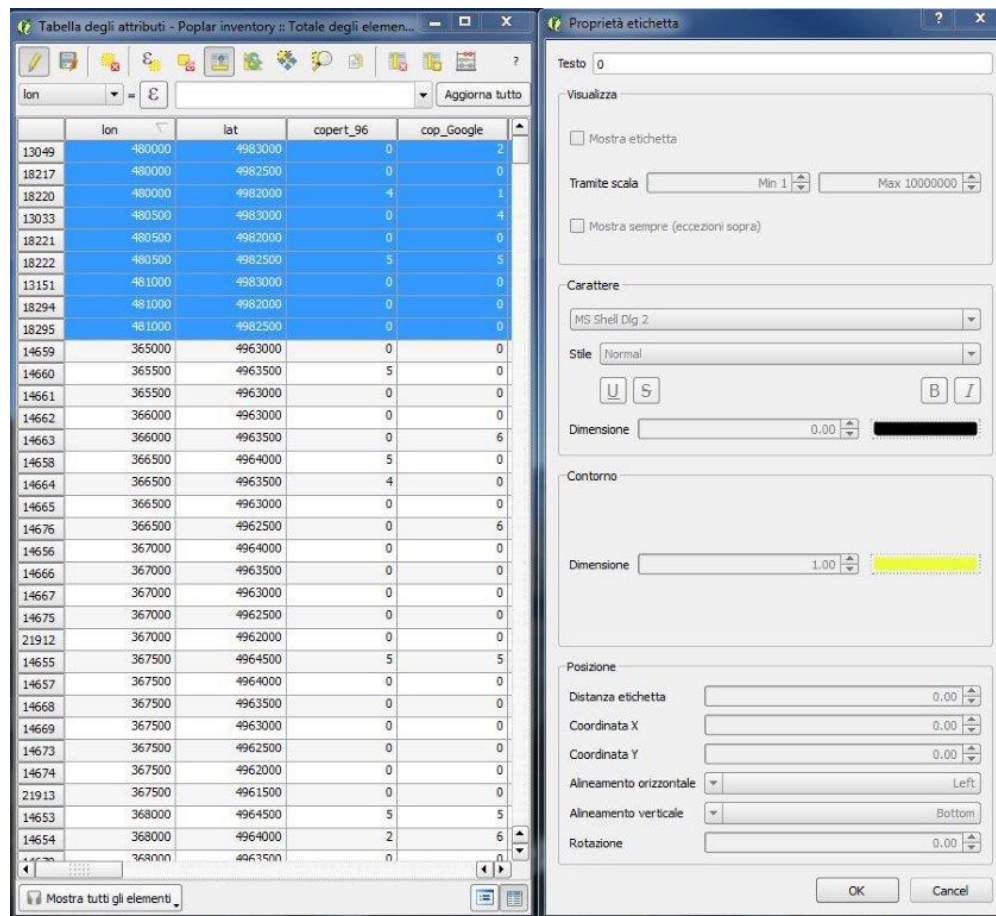 Tabella degli attributi - Poplar inventory :: Totale degli elemen...
?
lon = ε Aggiorna tutto
lon lat copert_96 cop_Google
13049 480000 4983000 0 2
18217 480000 4982500 0 0
18220 480000 4982000 4 1
13033 480500 4983000 0 4
18221 480500 4982000 0 0
18222 480500 4982500 5 5
13151 481000 4983000 0 0
18294 481000 4982000 0 0
18295 481000 4982500 0 0
14659 365000 4963000 0 0
14660 365500 4963500 5 0
14661 365500 4963000 0 0
14662 366000 4963000 0 0
14663 366000 4963500 0 6
14658 366500 4964000 5 0
14664 366500 4963500 4 0
14665 366500 4963000 0 0
14676 366500 4962500 0 6
14656 367000 4964000 0 0
14666 367000 4963500 0 0
14667 367000 4963000 0 0
14675 367000 4962500 0 0
21912 367000 4962000 0 0
14655 367500 4964500 5 5
14657 367500 4964000 0 0
14668 367500 4963500 0 0
14669 367500 4963000 0 0
14673 367500 4962500 0 0
14674 367500 4962000 0 0
21913 367500 4961500 0 0
14653 368000 4964500 5 5
14654 368000 4964000 2 6
368000 4963500 0 0
Mostra tutti gli elementi
Proprietà etichetta
?
Testo 0
Visualizza
Mostra etichetta
Tramite scala Min 1 Max 10000000
Mostra sempre (eccezioni sopra)
Carattere
MS Shell Dlg 2
Stile Normal
U S B I
Dimensione 0.00
Contorno
Dimensione 1.00
Posizione
Distanza etichetta 0.00
Coordinata X 0.00
Coordinata Y 0.00
Alineamento orizzontale Left
Alineamento verticale Bottom
Rotazione 0.00
OK Cancel